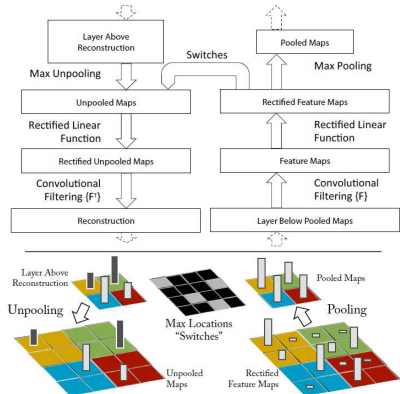 Layer Above
Reconstruction
Switches
Pooled Maps
Max Unpooling
Max Pooling
Unpooled Maps
Rectified Feature Maps
Rectified Linear
Function
Rectified Linear
Function
Rectified Unpooled Maps
Feature Maps
Convolutional
Filtering {Fᵀ}
Convolutional
Filtering {F}
Reconstruction
Layer Below Pooled Maps
Layer Above
Reconstruction
Pooled Maps
Unpooling
Max Locations
"Switches"
Pooling
Unpooled
Maps
Rectified
Feature Maps